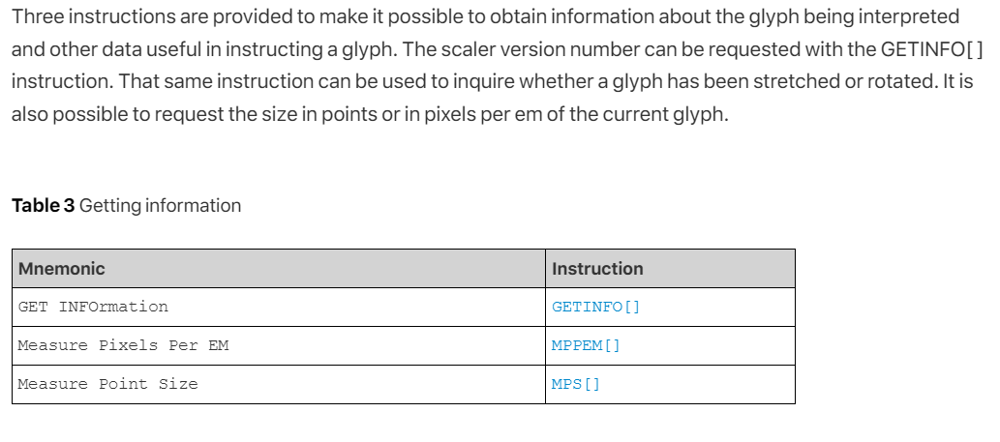 Three instructions are provided to make it possible to obtain information about the glyph being interpreted
and other data useful in instructing a glyph. The scaler version number can be requested with the GETINFO[]
instruction. That same instruction can be used to inquire whether a glyph has been stretched or rotated. It is
also possible to request the size in points or in pixels per em of the current glyph.
Table 3 Getting information
Mnemonic Instruction
GET INFOrmation GETINFO[]
Measure Pixels Per EM MPPEM[]
Measure Point Size MPS[]